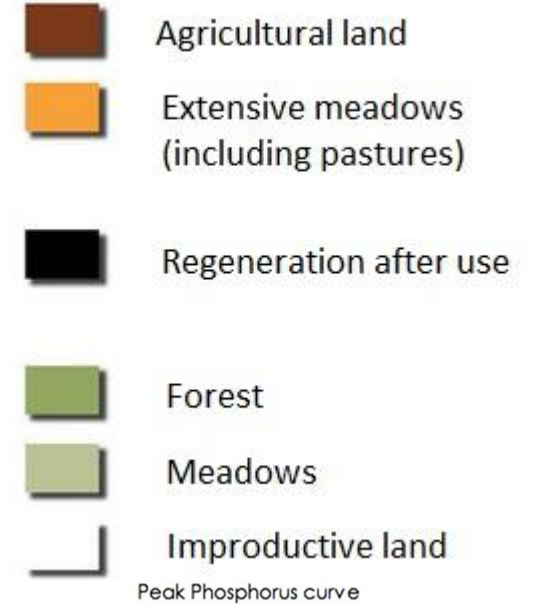 Agricultural land
Extensive meadows
(including pastures)
Regeneration after use
Forest
Meadows
Improductive land
Peak Phosphorus curve